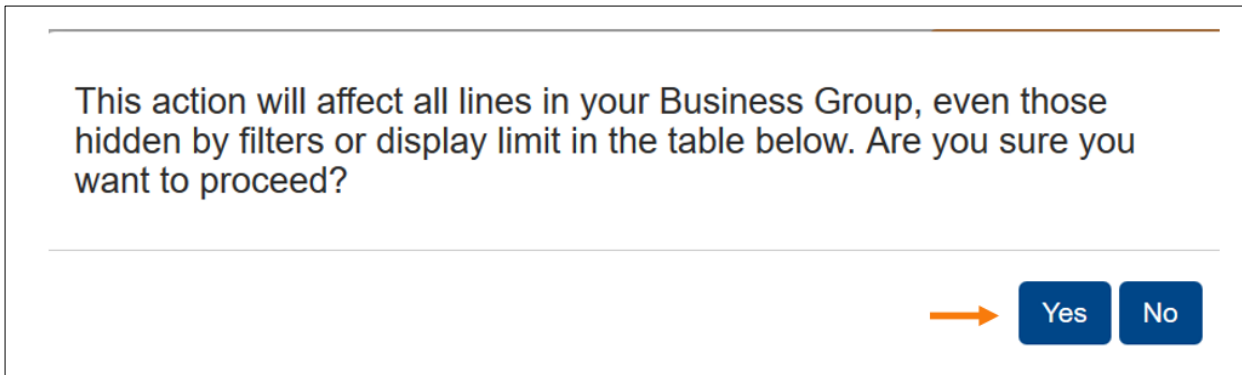 This action will affect all lines in your Business Group, even those
hidden by filters or display limit in the table below. Are you sure you
want to proceed?
Yes
No